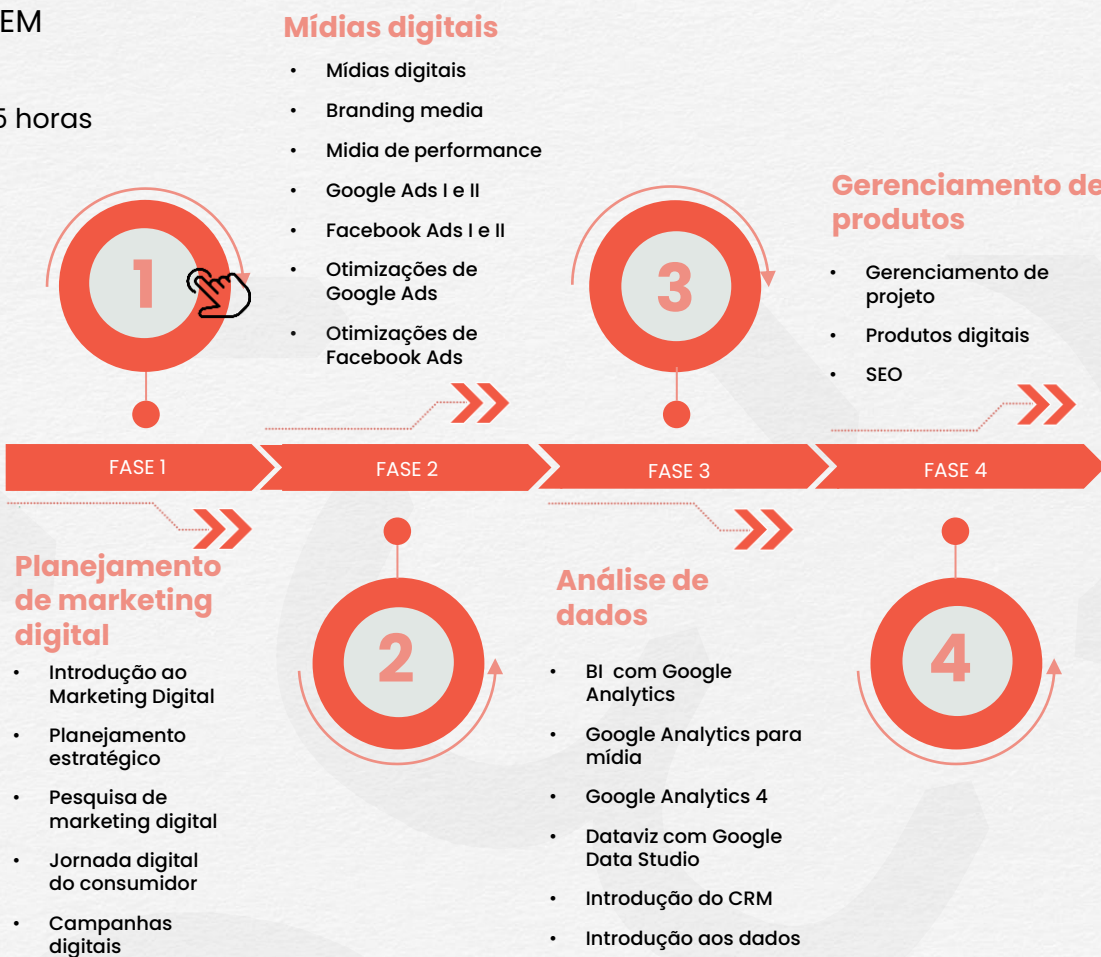 EM
5 horas
Mídias digitais
• Mídias digitais
• Branding media
• Midia de performance
• Google Ads I e II
• Facebook Ads I e II
• Otimizações de
Google Ads
• Otimizações de
Facebook Ads
Gerenciamento de
produtos
• Gerenciamento de
projeto
• Produtos digitais
• SEO
1
3
FASE 1
FASE 2
FASE 3
FASE 4
Planejamento
de marketing
digital
• Introdução ao
Marketing Digital
• Planejamento
estratégico
• Pesquisa de
marketing digital
• Jornada digital
do consumidor
• Campanhas
digitais
2
Análise de
dados
• BI com Google
Analytics
• Google Analytics para
mídia
• Google Analytics 4
• Dataviz com Google
Data Studio
• Introdução do CRM
• Introdução aos dados
4